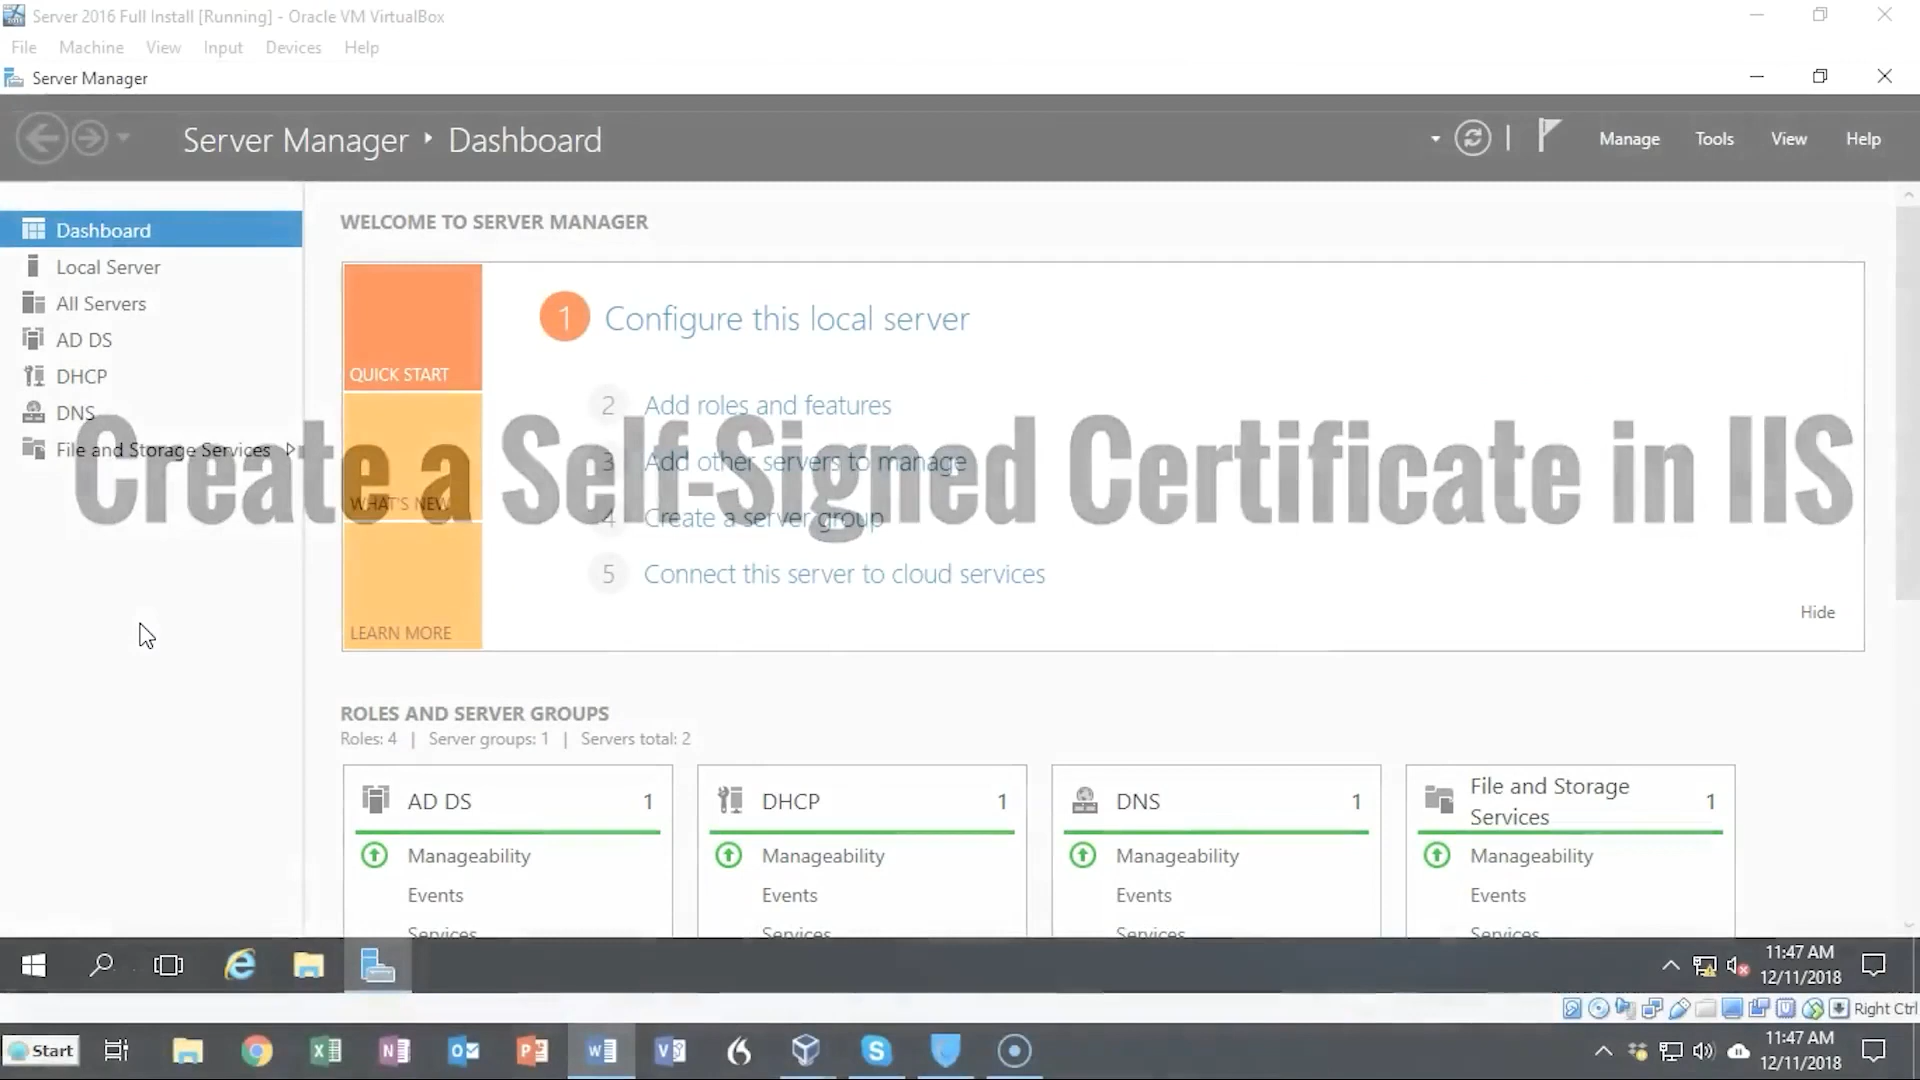 Server 2016 Full Install [Running] - Oracle VM VirtualBox
File Machine View Input Devices Help
Server Manager
Server Manager ‣ Dashboard
Manage Tools View Help
Dashboard
Local Server
All Servers
AD DS
DHCP
DNS
File and Storage Services
WELCOME TO SERVER MANAGER
QUICK START
WHAT'S NEW
LEARN MORE
1 Configure this local server
2 Add roles and features
3 Add other servers to manage
4 Create a server group
5 Connect this server to cloud services
Hide
Create a Self-Signed Certificate in IIS
ROLES AND SERVER GROUPS
Roles: 4 | Server groups: 1 | Servers total: 2
AD DS 1
Manageability
Events
Services
DHCP 1
Manageability
Events
Services
DNS 1
Manageability
Events
Services
File and Storage
Services 1
Manageability
Events
Services
11:47 AM
12/11/2018
Right Ctrl
Start
11:47 AM
12/11/2018